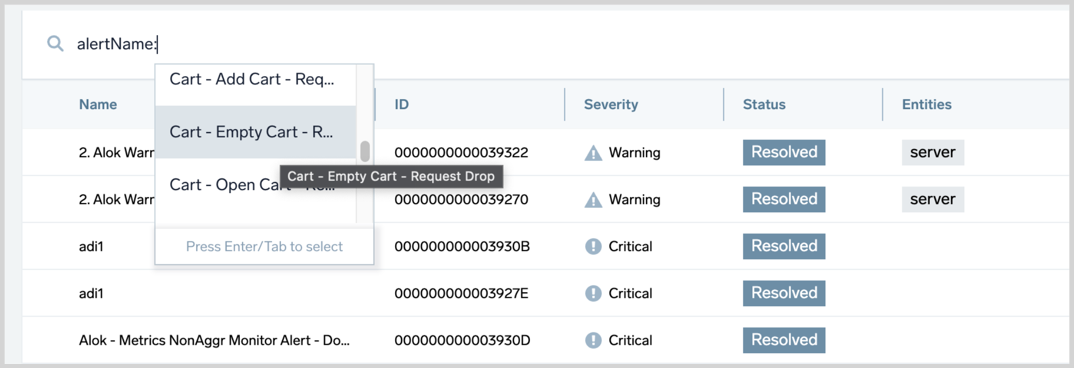 alertName:
Cart - Add Cart - Req...
Name ID Severity Status Entities
Cart - Empty Cart - R...
2. Alok Warr 0000000000039322 Warning Resolved server
Cart - Empty Cart - Request Drop
Cart - Open Cart
2. Alok Warr 0000000000039270 Warning Resolved server
adi1 Press Enter/Tab to select 000000000003930B Critical Resolved
adi1 000000000003927E Critical Resolved
Alok - Metrics NonAggr Monitor Alert - Do... 000000000003930D Critical Resolved